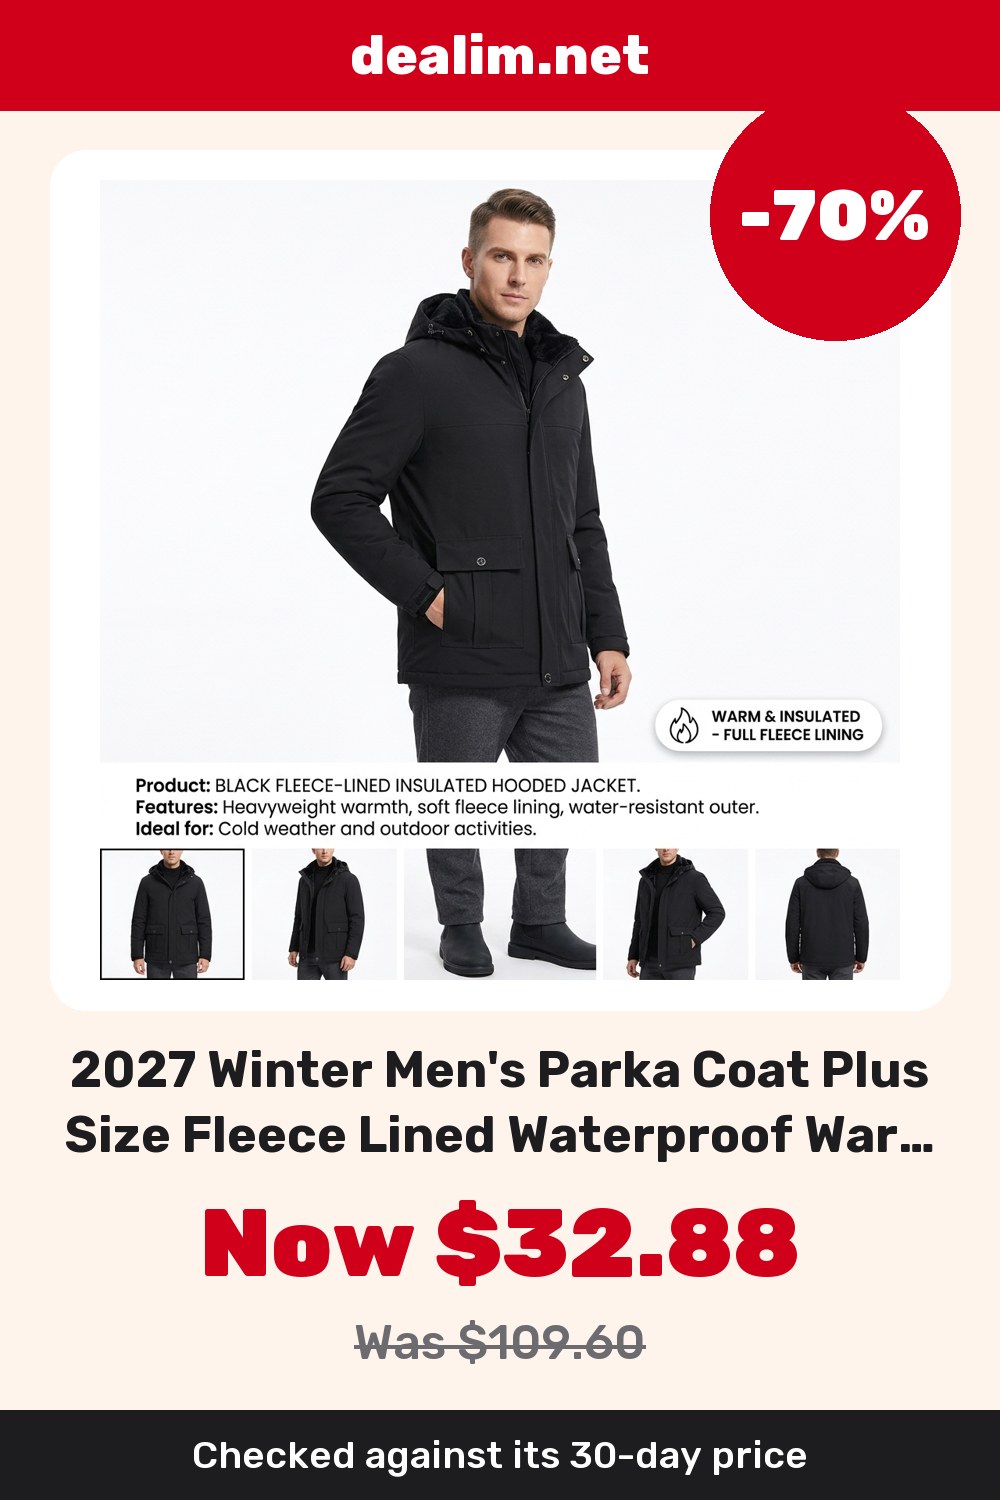 dealim.net
-70%
WARM & INSULATED
- FULL FLEECE LINING
Product: BLACK FLEECE-LINED INSULATED HOODED JACKET.
Features: Heavyweight warmth, soft fleece lining, water-resistant outer.
Ideal for: Cold weather and outdoor activities.
2027 Winter Men's Parka Coat Plus
Size Fleece Lined Waterproof War...
Now $32.88
Was $109.60
Checked against its 30-day price